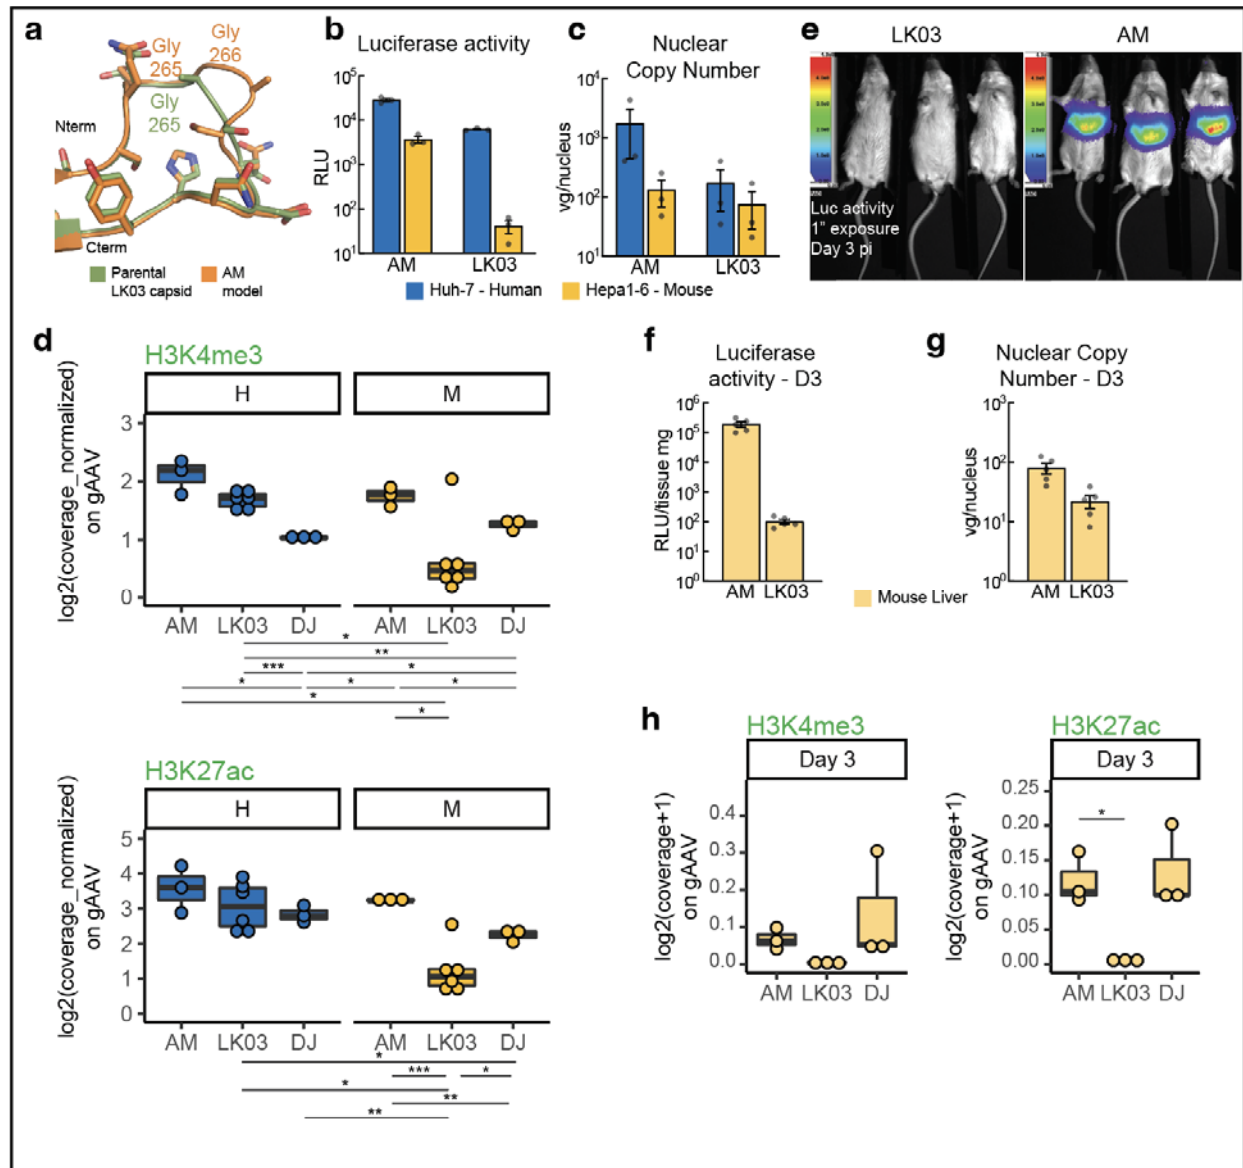 a
Gly
265
Gly
266
Gly
265
Nterm
Cterm
Parental
LK03 capsid
AM
model
b
Luciferase activity
RLU
10⁵
10⁴
10³
10²
10¹
AM
LK03
c
Nuclear
Copy Number
vg/nucleus
10⁴
10³
10²
10¹
AM
LK03
Huh-7 - Human
Hepa1-6 - Mouse
e
LK03
AM
Luc activity
1" exposure
Day 3 pi
d
H3K4me3
H
M
log2(coverage_normalized)
on gAAV
3
2
1
0
AM
LK03
DJ
AM
LK03
DJ
*
**
***
*
*
*
*
*
*
H3K27ac
H
M
log2(coverage_normalized)
on gAAV
5
4
3
2
1
0
AM
LK03
DJ
AM
LK03
DJ
*
***
*
*
**
**
f
Luciferase
activity - D3
RLU/tissue mg
10⁶
10⁵
10⁴
10³
10²
10¹
10⁰
AM
LK03
g
Nuclear Copy
Number - D3
vg/nucleus
10³
10²
10¹
10⁰
AM
LK03
Mouse Liver
h
H3K4me3
Day 3
log2(coverage+1)
on gAAV
0.4
0.3
0.2
0.1
0.0
AM
LK03
DJ
H3K27ac
Day 3
log2(coverage+1)
on gAAV
0.25
0.20
0.15
0.10
0.05
0.00
*
AM
LK03
DJ